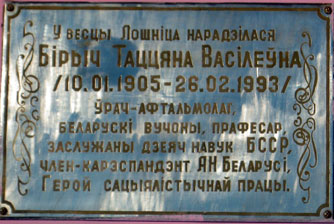 У весцы Лошніца нарадзілася
Бірыч Таццяна Васілеўна
/10.01.1905-26.02.1993/
Урач-афтальмолаг,
беларускі вучоны, прафесар,
заслужаны дзеяч навук БССР,
член-карэспандэнт АН Беларусі,
Герой сацыялістычнай працы.